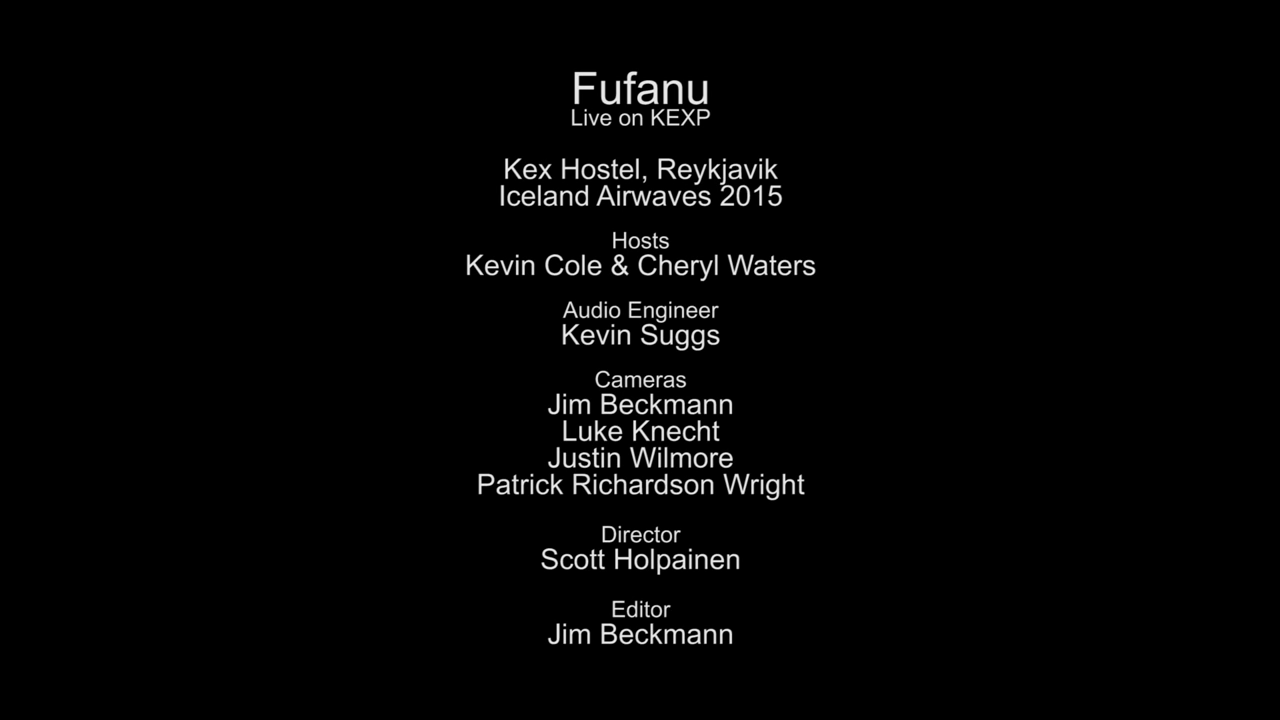 Fufanu
Live on KEXP
Kex Hostel, Reykjavik
Iceland Airwaves 2015
Hosts
Kevin Cole & Cheryl Waters
Audio Engineer
Kevin Suggs
Cameras
Jim Beckmann
Luke Knecht
Justin Wilmore
Patrick Richardson Wright
Director
Scott Holpainen
Editor
Jim Beckmann